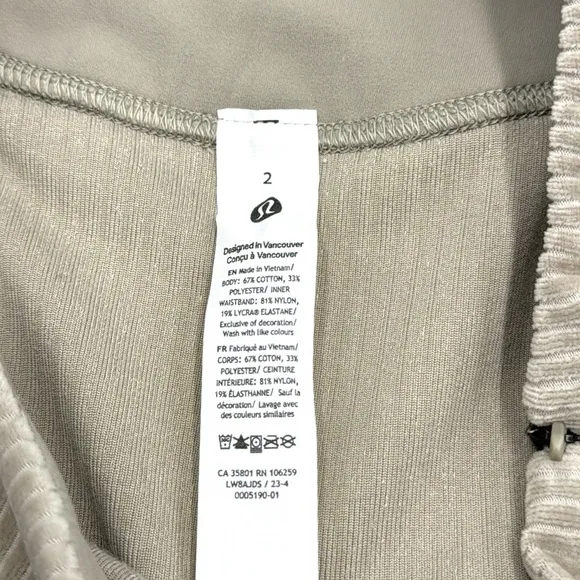 2
Designed in Vancouver
Conçu à Vancouver
EN Made in Vietnam/
BODY: 67% COTTON, 33%
POLYESTER/ INNER
WAISTBAND: 81% NYLON,
19% LYCRA® ELASTANE/
Exclusive of decoration/
Wash with like colours
FR Fabriqué au Vietnam/
CORPS: 67% COTON, 33%
POLYESTER/ CEINTURE
INTÉRIEURE: 81% NYLON,
19% ÉLASTHANNE/ Sauf la
décoration/ Lavage avec
des couleurs similaires
CA 35801 RN 106259
LW8AJDS / 23-4
0005190-01